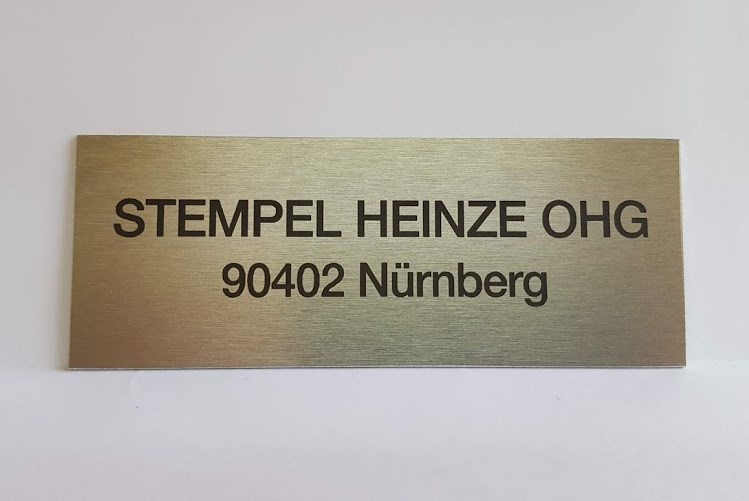 STEMPEL HEINZE OHG
90402 Nürnberg